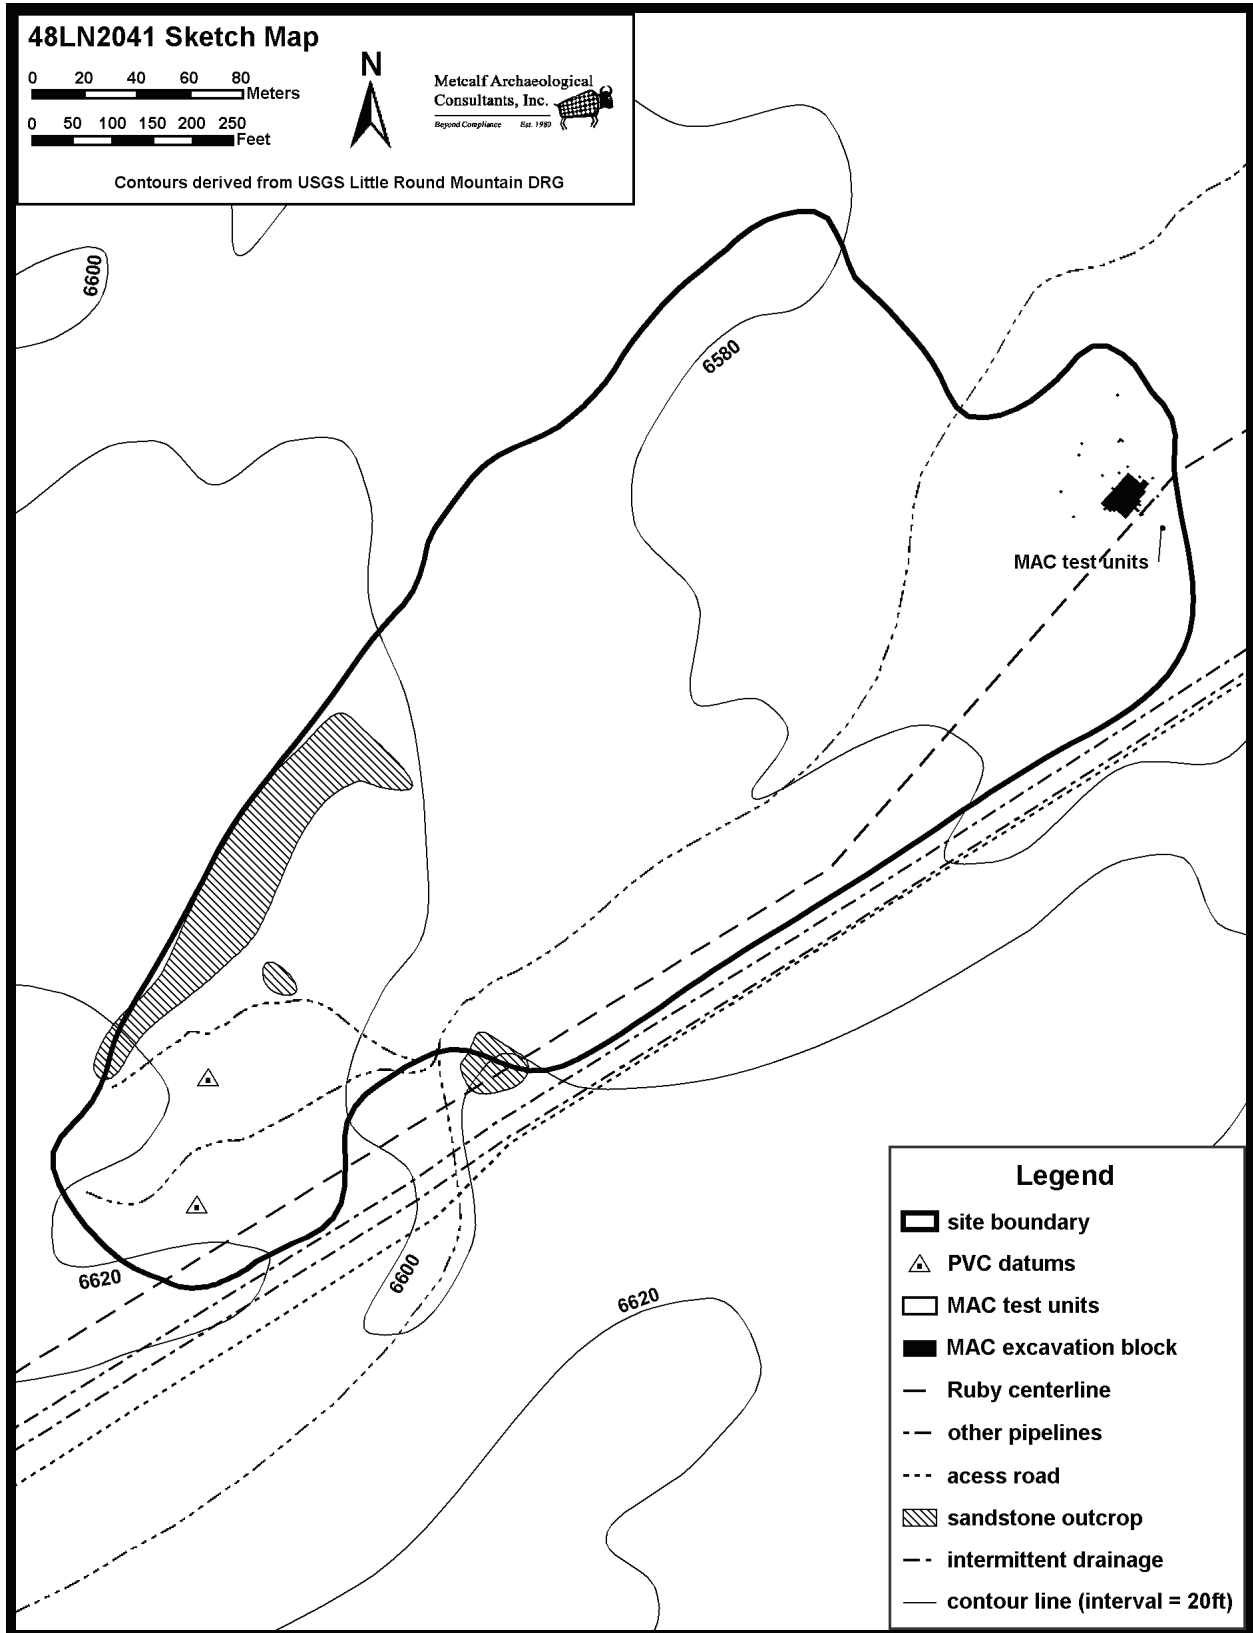 48LN2041 Sketch Map
0 20 40 60 80
Meters
0 50 100 150 200 250
Feet
N
Metcalf Archaeological
Consultants, Inc.
Beyond Compliance Est. 1980
Contours derived from USGS Little Round Mountain DRG
6600
6580
MAC test units
6620
6600
6620
Legend
site boundary
PVC datums
MAC test units
MAC excavation block
Ruby centerline
other pipelines
acess road
sandstone outcrop
intermittent drainage
contour line (interval = 20ft)